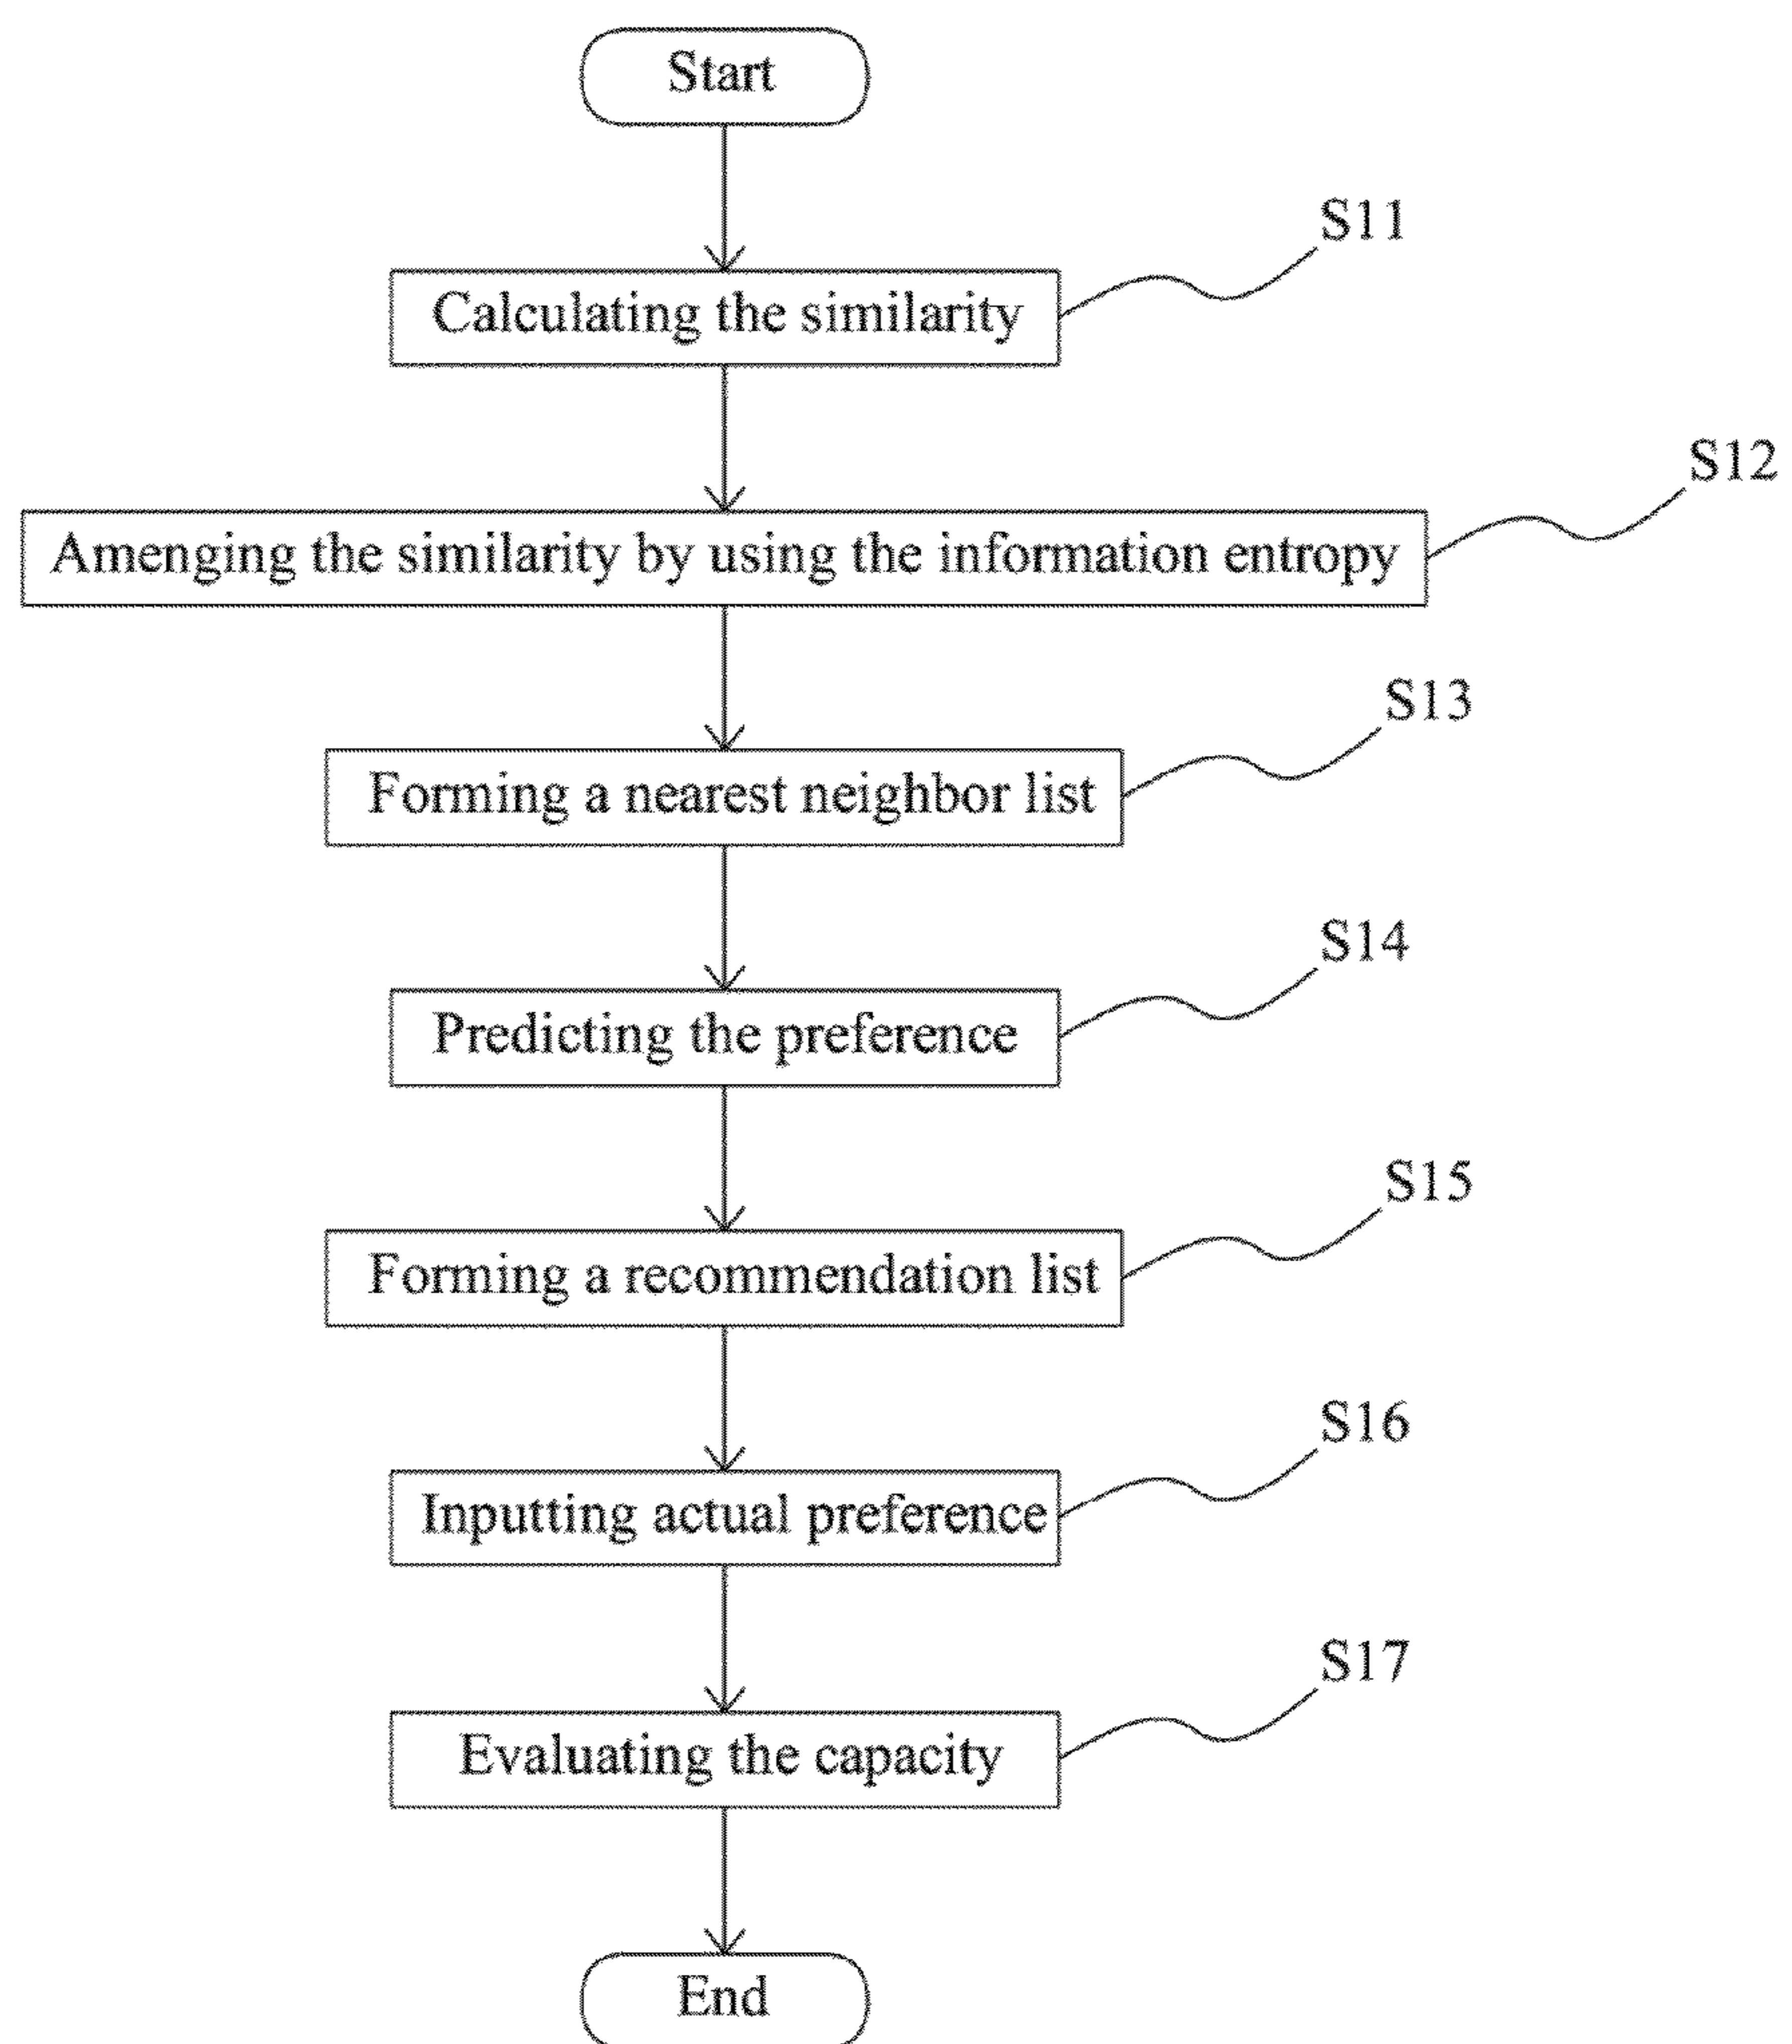 Start
S11
Calculating the similarity
S12
Amenging the similarity by using the information entropy
S13
Forming a nearest neighbor list
S14
Predicting the preference
S15
Forming a recommendation list
S16
Inputting actual preference
S17
Evaluating the capacity
End